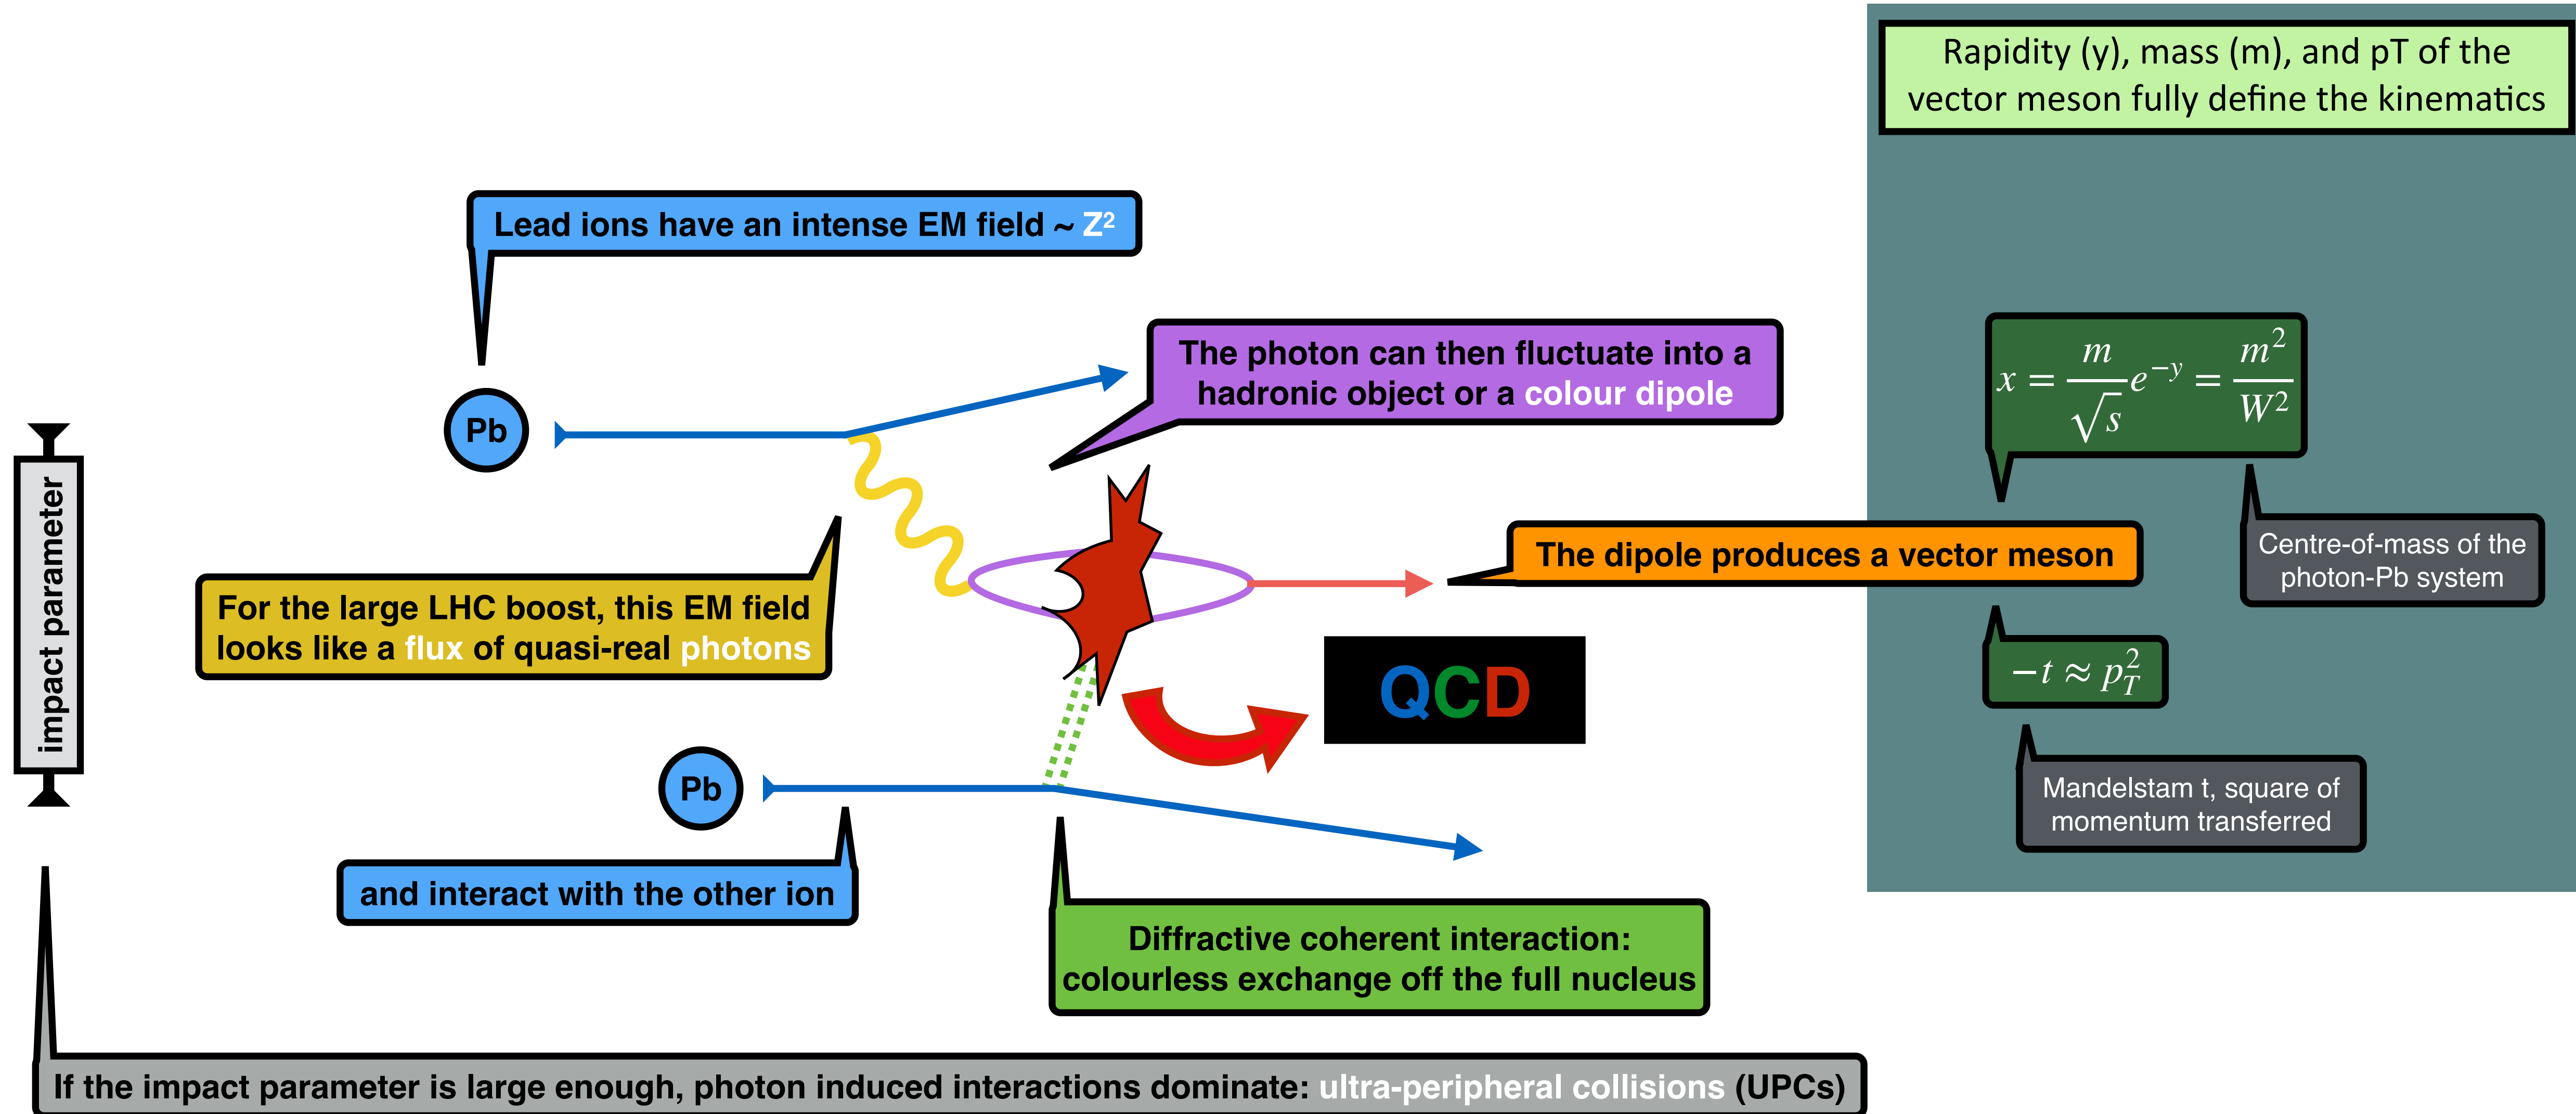 Rapidity (y), mass (m), and pT of the
vector meson fully define the kinematics
Lead ions have an intense EM field ~ Z²
The photon can then fluctuate into a
hadronic object or a colour dipole
x = m/√s e^{−y} = m²/W²
Pb
impact parameter
The dipole produces a vector meson
Centre-of-mass of the
photon-Pb system
For the large LHC boost, this EM field
looks like a flux of quasi-real photons
QCD
−t ≈ p_T²
Pb
Mandelstam t, square of
momentum transferred
and interact with the other ion
Diffractive coherent interaction:
colourless exchange off the full nucleus
If the impact parameter is large enough, photon induced interactions dominate: ultra-peripheral collisions (UPCs)